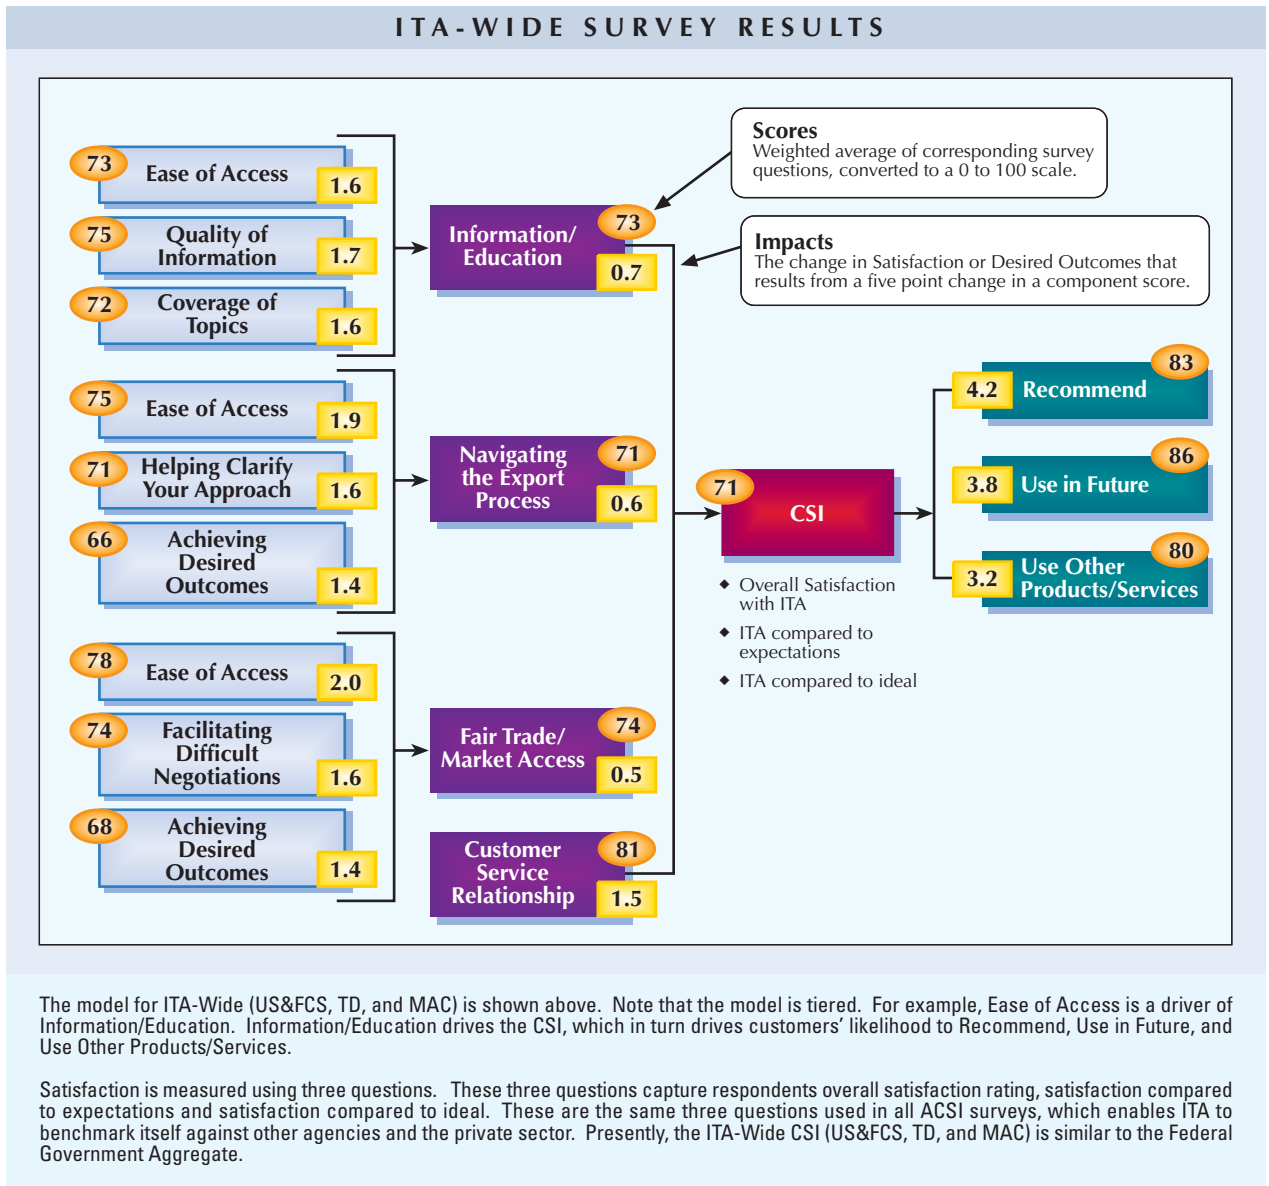 ITA-WIDE SURVEY RESULTS
Scores
Weighted average of corresponding survey
questions, converted to a 0 to 100 scale.
Impacts
The change in Satisfaction or Desired Outcomes that
results from a five point change in a component score.
73
Ease of Access
1.6
75
Quality of
Information
1.7
72
Coverage of
Topics
1.6
73
Information/
Education
0.7
75
Ease of Access
1.9
71
Helping Clarify
Your Approach
1.6
66
Achieving
Desired
Outcomes
1.4
71
Navigating
the Export
Process
0.6
78
Ease of Access
2.0
74
Facilitating
Difficult
Negotiations
1.6
68
Achieving
Desired
Outcomes
1.4
74
Fair Trade/
Market Access
0.5
81
Customer
Service
Relationship
1.5
71
CSI
◆ Overall Satisfaction
with ITA
◆ ITA compared to
expectations
◆ ITA compared to ideal
83
4.2
Recommend
86
3.8
Use in Future
80
3.2
Use Other
Products/Services
The model for ITA-Wide (US&FCS, TD, and MAC) is shown above. Note that the model is tiered. For example, Ease of Access is a driver of
Information/Education. Information/Education drives the CSI, which in turn drives customers’ likelihood to Recommend, Use in Future, and
Use Other Products/Services.
Satisfaction is measured using three questions. These three questions capture respondents overall satisfaction rating, satisfaction compared
to expectations and satisfaction compared to ideal. These are the same three questions used in all ACSI surveys, which enables ITA to
benchmark itself against other agencies and the private sector. Presently, the ITA-Wide CSI (US&FCS, TD, and MAC) is similar to the Federal
Government Aggregate.